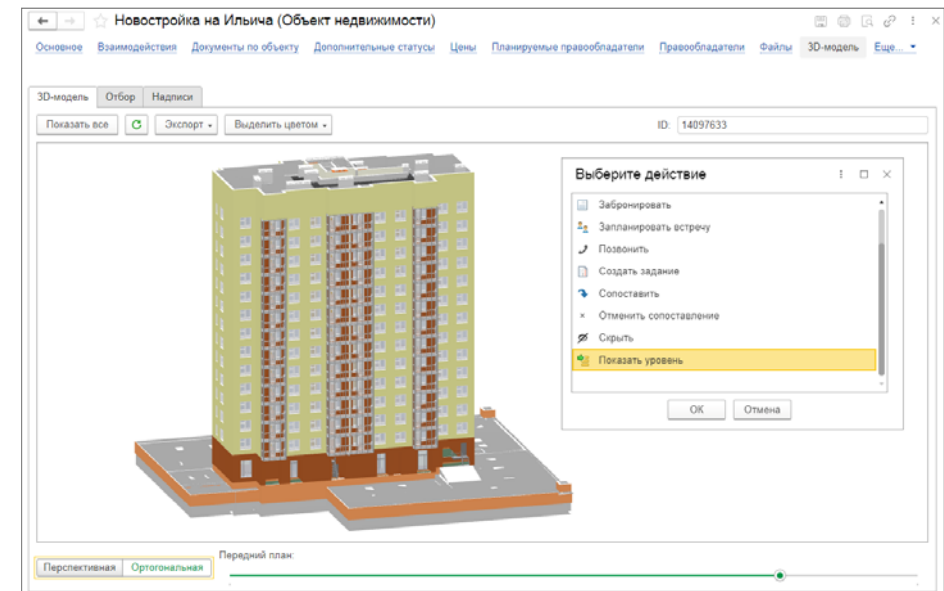 Новостройка на Ильича (Объект недвижимости)
Основное Взаимодействия Документы по объекту Дополнительные статусы Цены Планируемые правообладатели Правообладатели Файлы 3D-модель Еще...
3D-модель Отбор Надписи
Показать все Экспорт Выделить цветом ID: 14097633
Выберите действие
Забронировать
Запланировать встречу
Позвонить
Создать задание
Сопоставить
Отменить сопоставление
Скрыть
Показать уровень
ОК Отмена
Передний план:
Перспективная Ортогональная